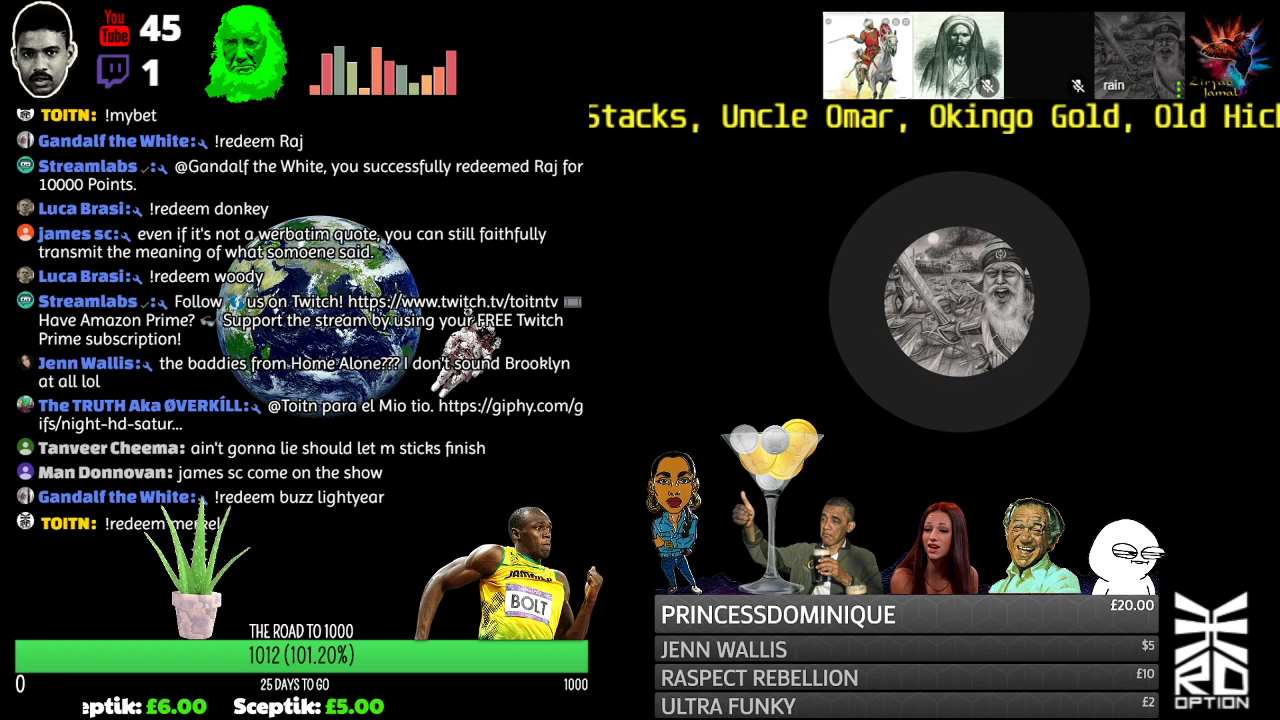 You
Tube
45
1
TOITN: !mybet
Gandalf the White: !redeem Raj
Streamlabs : @Gandalf the White, you successfully redeemed Raj for
10000 Points.
Luca Brasi: !redeem donkey
james sc: even if it's not a werbatim quote, you can still faithfully
transmit the meaning of what somoene said.
Luca Brasi: !redeem woody
Streamlabs : Follow us on Twitch! https://www.twitch.tv/toitntv
Have Amazon Prime? Support the stream by using your FREE Twitch
Prime subscription!
Jenn Wallis: the baddies from Home Alone??? I don't sound Brooklyn
at all lol
The TRUTH Aka ØVERKÍLL: @Toitn para el Mio tio. https://giphy.com/g
ifs/night-hd-satur...
Tanveer Cheema: ain't gonna lie should let m sticks finish
Man Donnovan: james sc come on the show
Gandalf the White: !redeem buzz lightyear
TOITN: !redeem merkel
BOLT
THE ROAD TO 1000
1012 (101.20%)
0
25 DAYS TO GO
1000
eptik: £6.00 Sceptik: £5.00
rain
Ziryab
Jamal
Stacks, Uncle Omar, Okingo Gold, Old Hick
PRINCESSDOMINIQUE £20.00
JENN WALLIS $5
RASPECT REBELLION £10
ULTRA FUNKY £2
OPTION